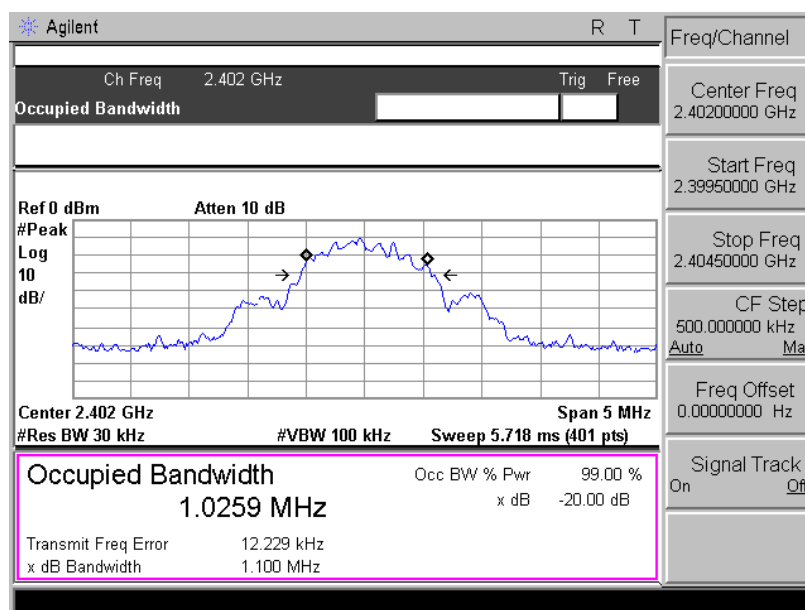 Agilent R T
Ch Freq 2.402 GHz Trig Free
Occupied Bandwidth
Ref 0 dBm Atten 10 dB
#Peak
Log
10
dB/
Center 2.402 GHz Span 5 MHz
#Res BW 30 kHz #VBW 100 kHz Sweep 5.718 ms (401 pts)
Occupied Bandwidth
1.0259 MHz
Occ BW % Pwr 99.00 %
x dB -20.00 dB
Transmit Freq Error 12.229 kHz
x dB Bandwidth 1.100 MHz
Freq/Channel
Center Freq
2.40200000 GHz
Start Freq
2.39950000 GHz
Stop Freq
2.40450000 GHz
CF Step
500.000000 kHz
Auto Ma
Freq Offset
0.00000000 Hz
Signal Track
On Off